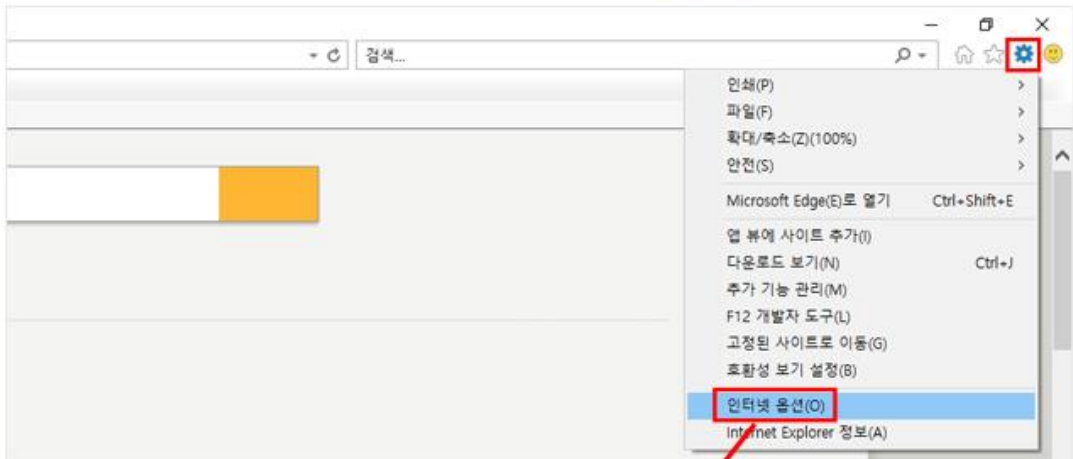 검색...
인쇄(P)
파일(F)
확대/축소(Z)(100%)
안전(S)
Microsoft Edge(E)로 열기 Ctrl+Shift+E
앱 뷰에 사이트 추가(I)
다운로드 보기(N) Ctrl+J
추가 기능 관리(M)
F12 개발자 도구(L)
고정된 사이트로 이동(G)
호환성 보기 설정(B)
인터넷 옵션(O)
Internet Explorer 정보(A)